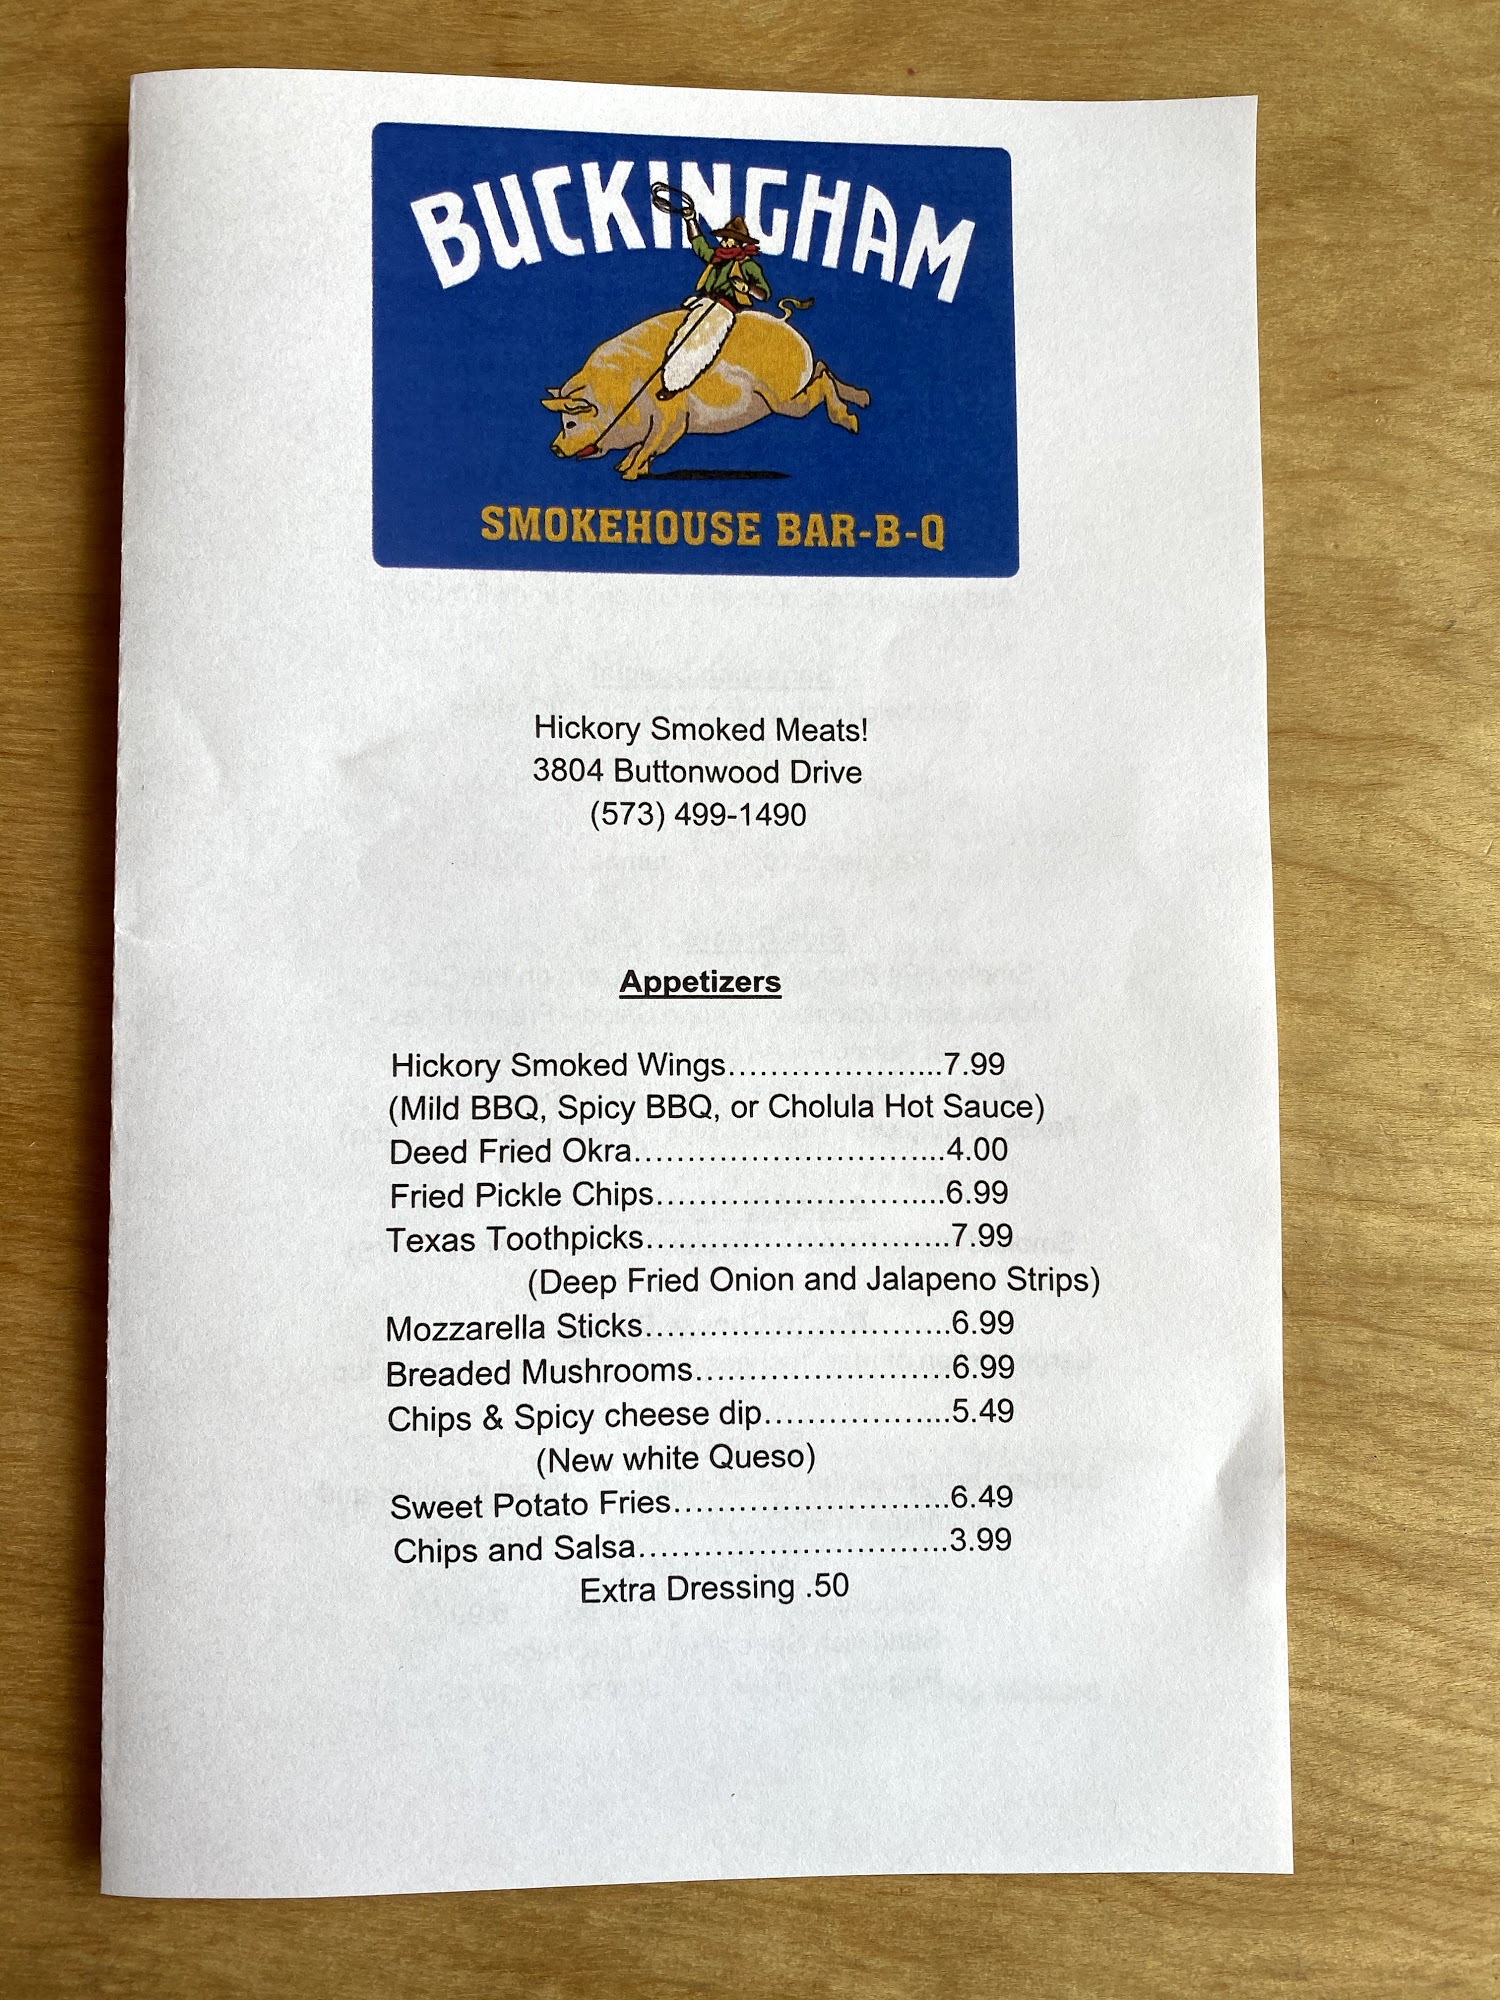 BUCKINGHAM
SMOKEHOUSE BAR-B-Q
Hickory Smoked Meats!
3804 Buttonwood Drive
(573) 499-1490
Appetizers
Hickory Smoked Wings.......................7.99
(Mild BBQ, Spicy BBQ, or Cholula Hot Sauce)
Deed Fried Okra.................................4.00
Fried Pickle Chips..............................6.99
Texas Toothpicks................................7.99
(Deep Fried Onion and Jalapeno Strips)
Mozzarella Sticks................................6.99
Breaded Mushrooms..........................6.99
Chips & Spicy cheese dip....................5.49
(New white Queso)
Sweet Potato Fries.............................6.49
Chips and Salsa.................................3.99
Extra Dressing .50